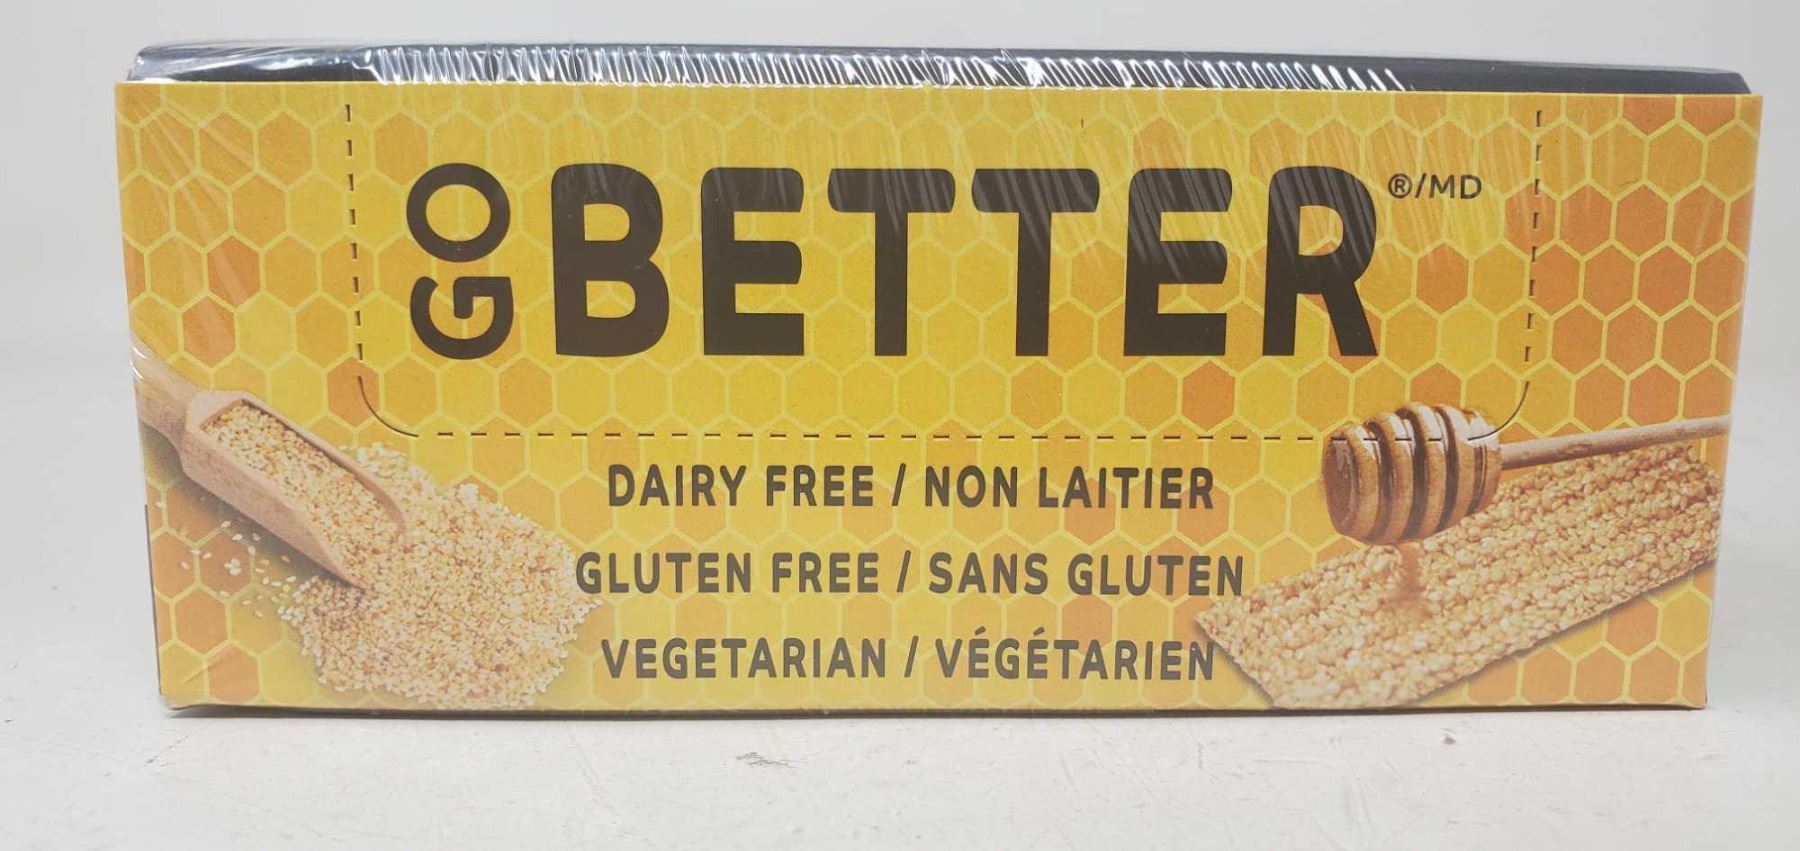 GO BETTER®/MD
DAIRY FREE / NON LAITIER
GLUTEN FREE / SANS GLUTEN
VEGETARIAN / VÉGÉTARIEN